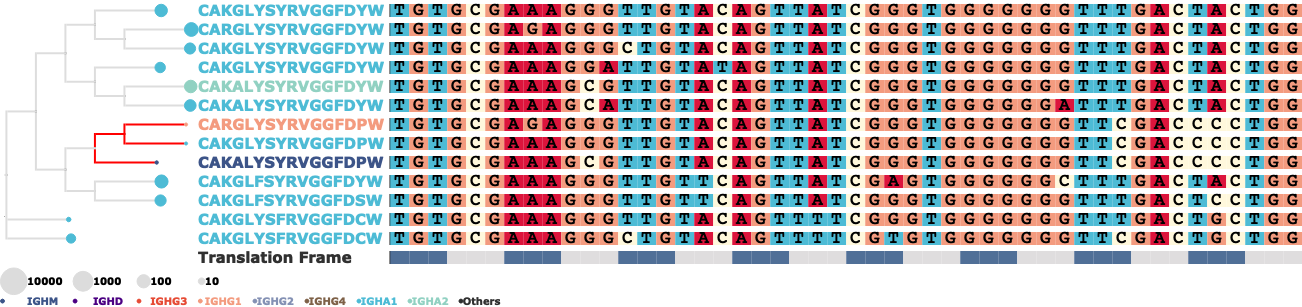 CAKGLYSYRVGGFDYW T G T G C G A A A G G G T T G T A C A G T T A T C G G G T G G G G G G G T T T G A C T A C T G G
CARGLYSYRVGGFDYW T G T G C G A G A G G G T T G T A C A G T T A T C G G G T G G G G G G G T T T G A C T A C T G G
CAKGLYSYRVGGFDYW T G T G C G A A A G G G C T G T A C A G T T A T C G G G T G G G G G G G T T T G A C T A C T G G
CAKGLYSYRVGGFDYW T G T G C G A A A G G A T T G T A T A G T T A T C G G G T G G G G G G G T T T G A C T A C T G G
CAKALYSYRVGGFDYW T G T G C G A A A G C G T T G T A C A G T T A T C G G G T G G G G G G G T T T G A C T A C T G G
CAKALYSYRVGGFDYW T G T G C G A A A G C A T T G T A C A G T T A T C G G G T G G G G G G A T T T G A C T A C T G G
CARGLYSYRVGGFDPW T G T G C G A G A G G G T T G T A C A G T T A T C G G G T G G G G G G G T T C G A C C C C T G G
CAKGLYSYRVGGFDPW T G T G C G A A A G G G T T G T A C A G T T A T C G G G T G G G G G G G T T C G A C C C C T G G
CAKALYSYRVGGFDPW T G T G C G A A A G C G T T G T A C A G T T A T C G G G T G G G G G G G T T C G A C C C C T G G
CAKGLFSYRVGGFDYW T G T G C G A A A G G G T T G T T C A G T T A T C G A G T G G G G G G C T T T G A C T A C T G G
CAKGLFSYRVGGFDSW T G T G C G A A A G G G T T G T T C A G T T A T C G G G T G G G G G G G T T T G A C T C C T G G
CAKGLYSFRVGGFDCW T G T G C G A A A G G G T T G T A C A G T T T T C G G G T G G G G G G G T T T G A C T G C T G G
CAKGLYSFRVGGFDCW T G T G C G A A A G G G C T G T A C A G T T T T C G T G T G G G G G G G T T C G A C T G C T G G
Translation Frame
10000 1000 100 10
IGHM IGHD IGHG3 IGHG1 IGHG2 IGHG4 IGHA1 IGHA2 Others